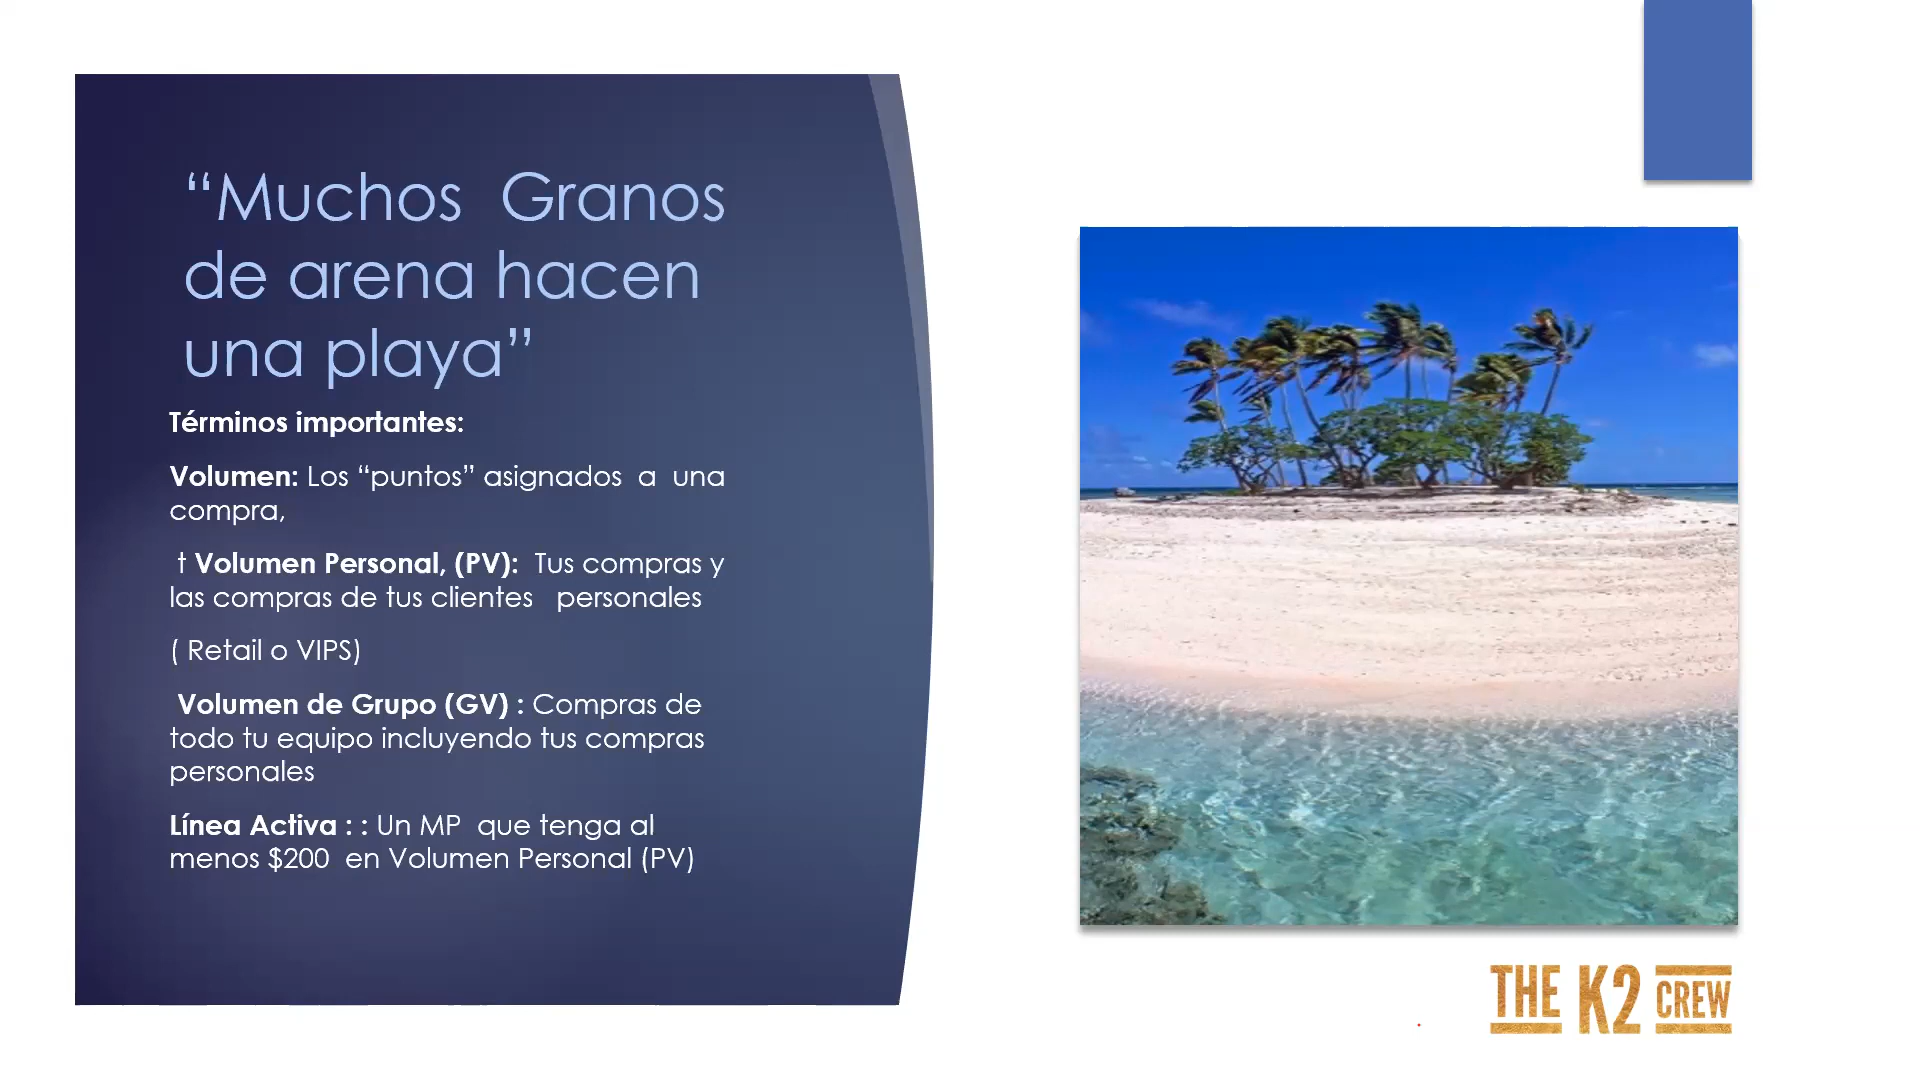 “Muchos Granos
de arena hacen
una playa”
Términos importantes:
Volumen: Los “puntos” asignados a una
compra,
t Volumen Personal, (PV): Tus compras y
las compras de tus clientes personales
( Retail o VIPS)
Volumen de Grupo (GV) : Compras de
todo tu equipo incluyendo tus compras
personales
Línea Activa : : Un MP que tenga al
menos $200 en Volumen Personal (PV)
THE K2 CREW